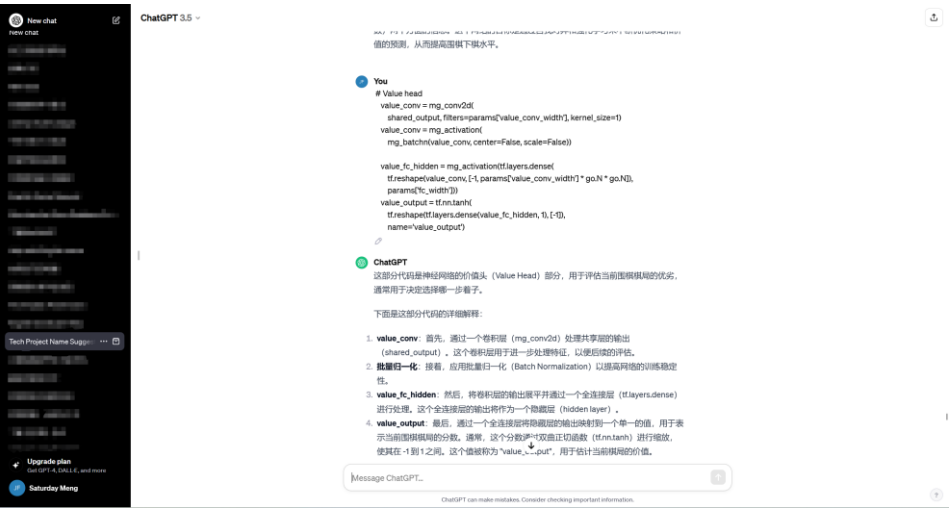 New chat
New chat
Tech Project Name Sugges
Upgrade plan
Get GPT-4, DALL·E, and more
Saturday Meng
ChatGPT 3.5
值的预测，从而提高围棋下棋水平。
You
# Value head
value_conv = mg_conv2d(
shared_output, filters=params['value_conv_width'], kernel_size=1)
value_conv = mg_activation(
mg_batchn(value_conv, center=False, scale=False))
value_fc_hidden = mg_activation(tf.layers.dense(
tf.reshape(value_conv, [-1, params['value_conv_width'] * go.N * go.N]),
params['fc_width']))
value_output = tf.nn.tanh(
tf.reshape(tf.layers.dense(value_fc_hidden, 1), [-1]),
name='value_output')
ChatGPT
这部分代码是神经网络的价值头（Value Head）部分，用于评估当前围棋棋局的优劣，
通常用于决定选择哪一步着子。
下面是这部分代码的详细解释：
1. value_conv：首先，通过一个卷积层（mg_conv2d）处理共享层的输出
（shared_output）。这个卷积层用于进一步处理特征，以便后续的评估。
2. 批量归一化：接着，应用批量归一化（Batch Normalization）以提高网络的训练稳定
性。
3. value_fc_hidden：然后，将卷积层的输出展平并通过一个全连接层（tf.layers.dense）
进行处理。这个全连接层的输出将作为一个隐藏层（hidden layer）。
4. value_output：最后，通过一个全连接层将隐藏层的输出映射到一个单一的值，用于表
示当前围棋棋局的分数。通常，这个分数通过双曲正切函数（tf.nn.tanh）进行缩放，
使其在 -1 到 1 之间。这个值被称为 "value_output"，用于估计当前棋局的价值。
Message ChatGPT...
ChatGPT can make mistakes. Consider checking important information.
?